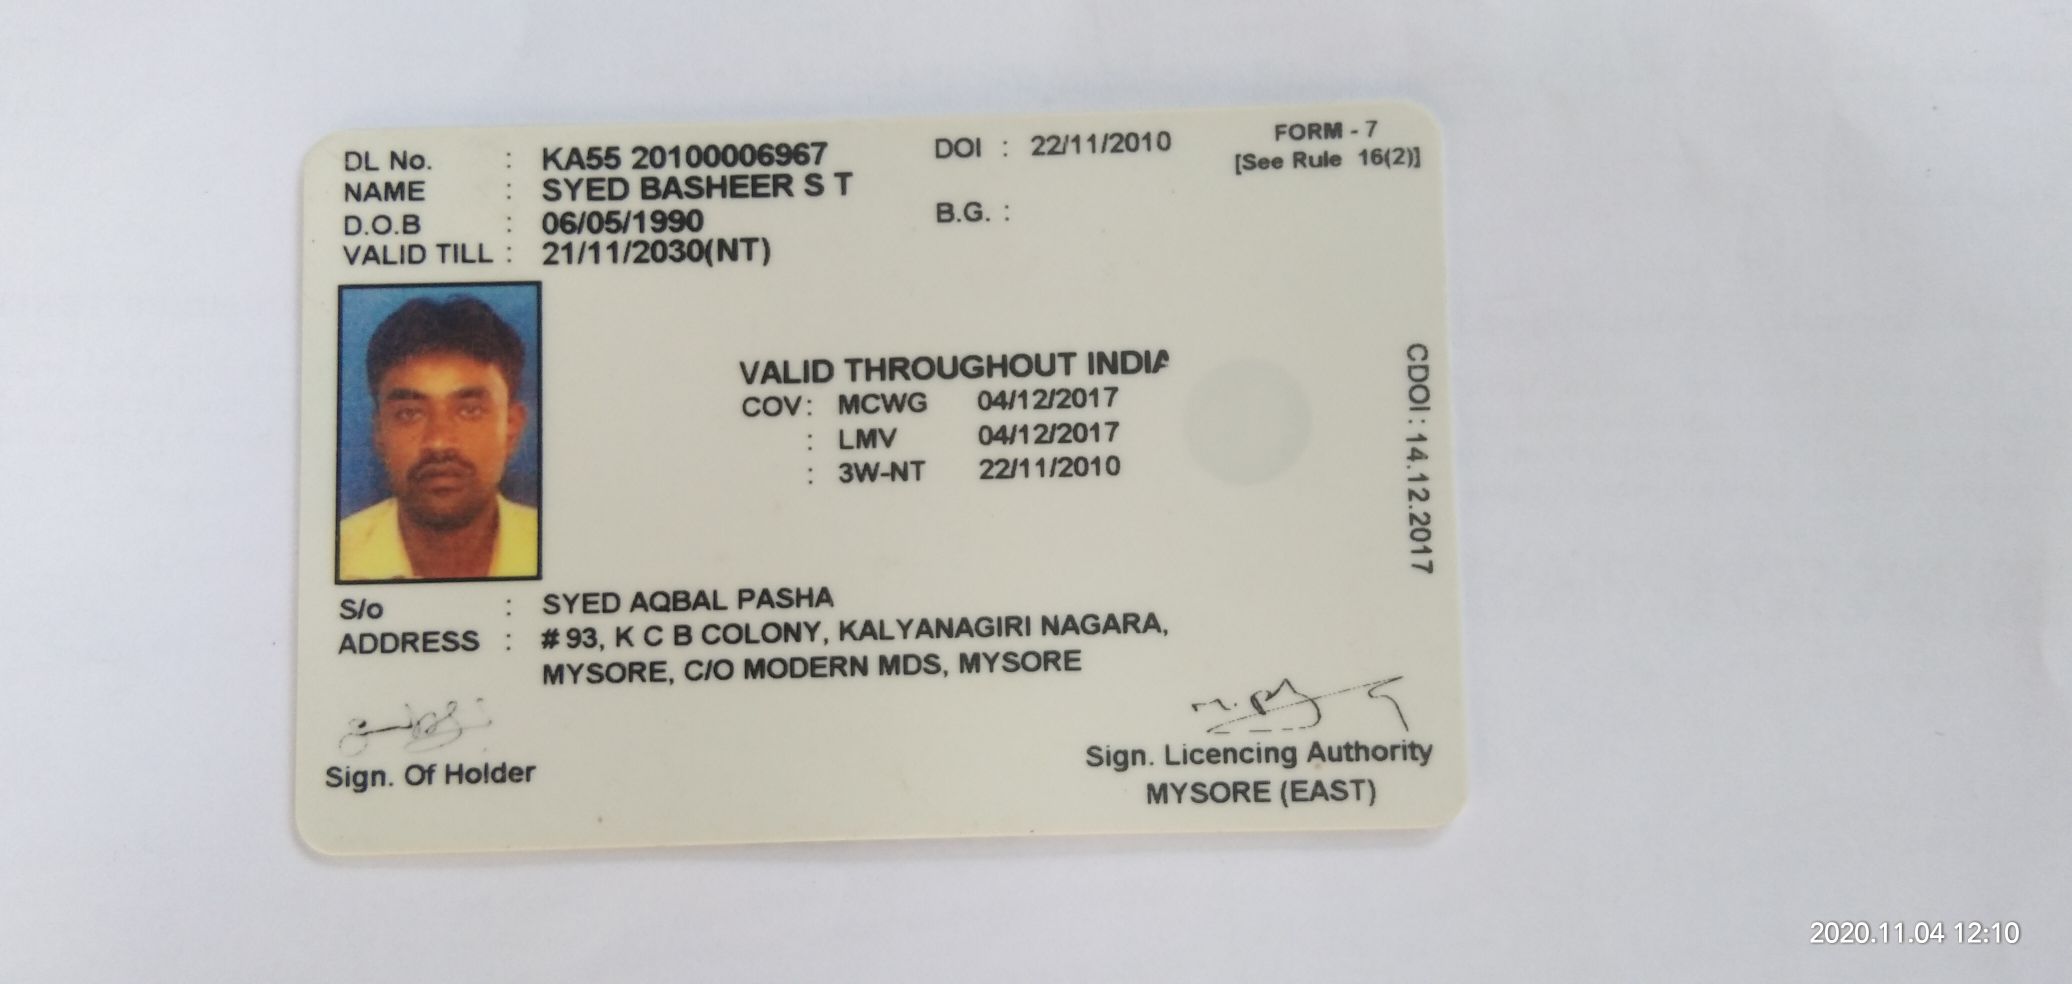 DL No. : KA55 20100006967 DOI : 22/11/2010 FORM - 7
NAME : SYED BASHEER S T [See Rule 16(2)]
D.O.B : 06/05/1990 B.G. :
VALID TILL : 21/11/2030(NT)
VALID THROUGHOUT INDIA
COV : MCWG 04/12/2017
: LMV 04/12/2017
: 3W-NT 22/11/2010
CDOI : 14.12.2017
S/o : SYED AQBAL PASHA
ADDRESS : # 93, K C B COLONY, KALYANAGIRI NAGARA,
MYSORE, C/O MODERN MDS, MYSORE
Sign. Of Holder
Sign. Licencing Authority
MYSORE (EAST)
2020.11.04 12:10